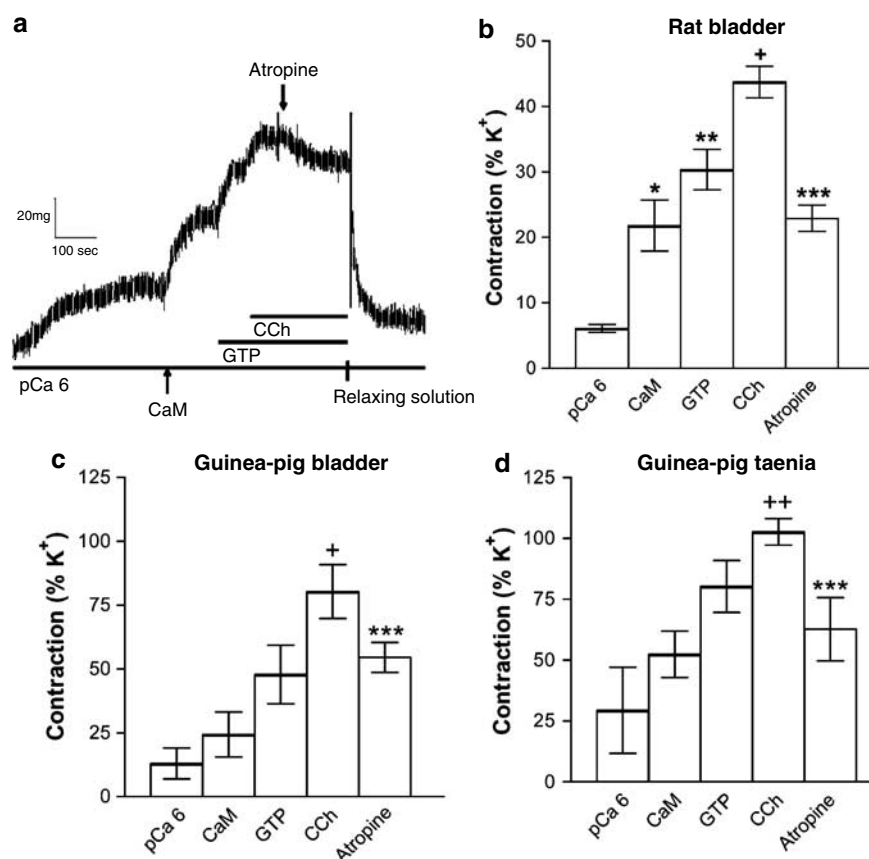 a
Atropine
20mg
100 sec
CCh
GTP
pCa 6
CaM
Relaxing solution
b
Rat bladder
Contraction (% K+)
50
40
30
20
10
0
*
**
+
***
pCa 6
CaM
GTP
CCh
Atropine
c
Guinea-pig bladder
Contraction (% K+)
125
100
75
50
25
0
+
***
pCa 6
CaM
GTP
CCh
Atropine
d
Guinea-pig taenia
Contraction (% K+)
125
100
75
50
25
0
++
***
pCa 6
CaM
GTP
CCh
Atropine